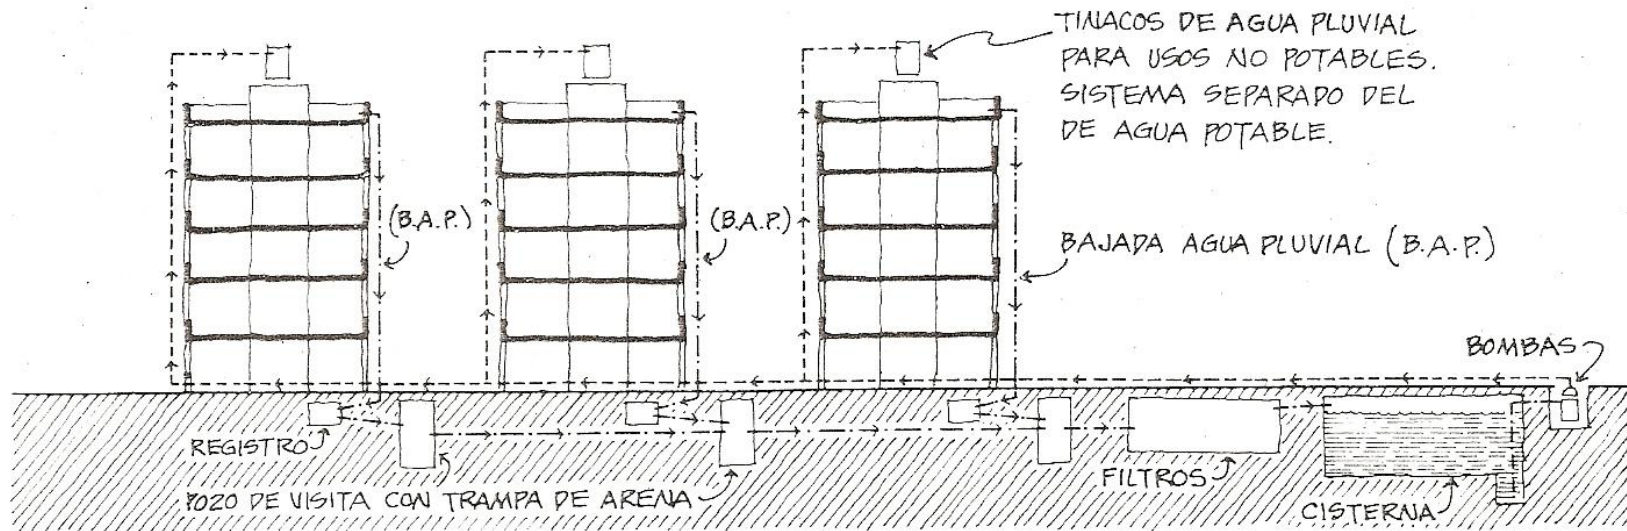 TINACOS DE AGUA PLUVIAL
PARA USOS NO POTABLES.
SISTEMA SEPARADO DEL
DE AGUA POTABLE.
(B.A.P.)
(B.A.P.)
BAJADA AGUA PLUVIAL (B.A.P.)
BOMBAS
REGISTRO
POZO DE VISITA CON TRAMPA DE ARENA
FILTROS
CISTERNA